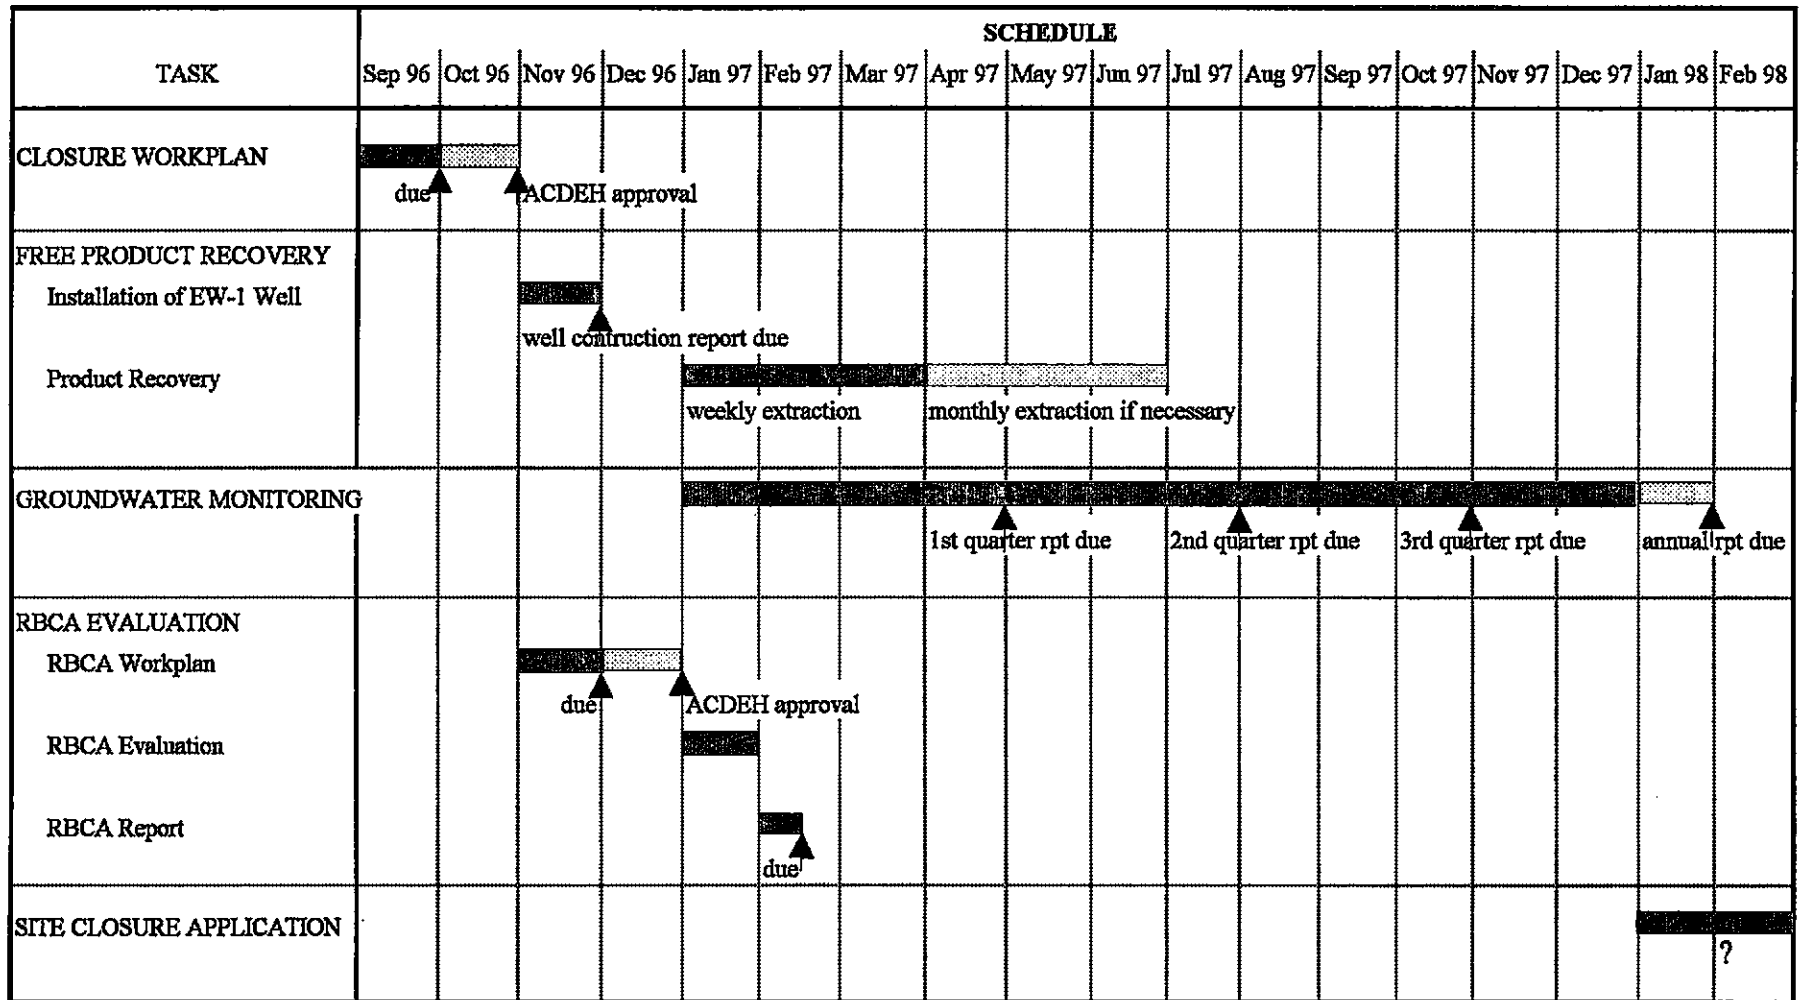 SCHEDULE
TASK Sep 96 Oct 96 Nov 96 Dec 96 Jan 97 Feb 97 Mar 97 Apr 97 May 97 Jun 97 Jul 97 Aug 97 Sep 97 Oct 97 Nov 97 Dec 97 Jan 98 Feb 98
CLOSURE WORKPLAN
due ACDEH approval
FREE PRODUCT RECOVERY
Installation of EW-1 Well
well contruction report due
Product Recovery
weekly extraction monthly extraction if necessary
GROUNDWATER MONITORING
1st quarter rpt due 2nd quarter rpt due 3rd quarter rpt due annual rpt due
RBCA EVALUATION
RBCA Workplan
due ACDEH approval
RBCA Evaluation
RBCA Report
due
SITE CLOSURE APPLICATION
?